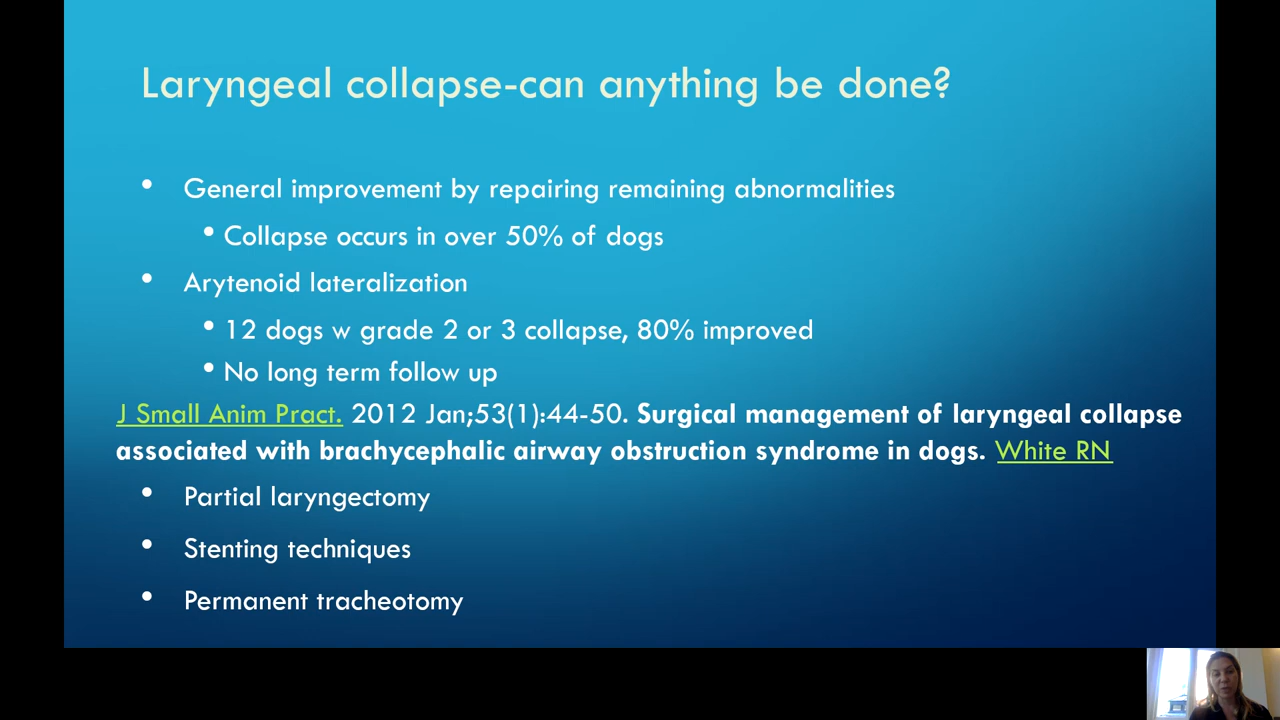 Laryngeal collapse-can anything be done?
• General improvement by repairing remaining abnormalities
• Collapse occurs in over 50% of dogs
• Arytenoid lateralization
• 12 dogs w grade 2 or 3 collapse, 80% improved
• No long term follow up
J Small Anim Pract. 2012 Jan;53(1):44-50. Surgical management of laryngeal collapse
associated with brachycephalic airway obstruction syndrome in dogs. White RN
• Partial laryngectomy
• Stenting techniques
• Permanent tracheotomy